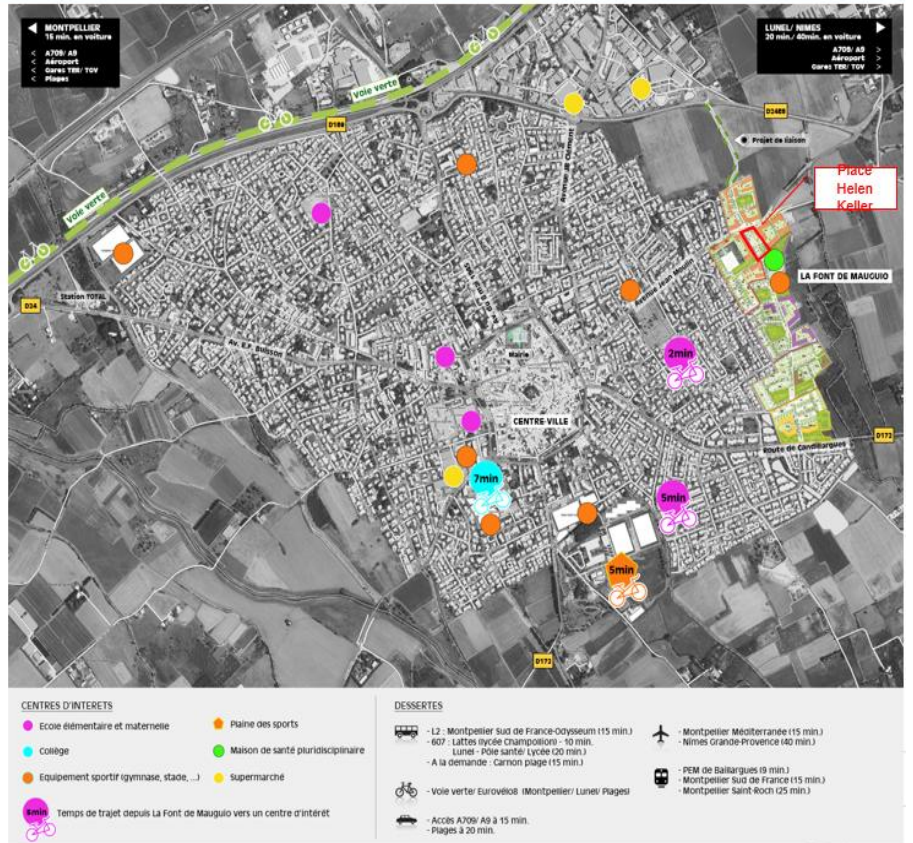 MONTPELLIER
15 min. en voiture
< A709/ A9
< Aéroport
< Gares TER/ TGV
< Plages
LUNEL/ NIMES
20 min./ 40min. en voiture
A709/ A9 >
Aéroport >
Gares TER/ TGV >
Voie verte
D189
Projet de liaison
Place
Helen
Keller
Voie verte
LA FONT DE MAUGUIO
Station TOTAL
D24
Av. E.F. Buisson
Avenue Jean Moulin
Mairie
2min
CENTRE-VILLE
D172
Route de Candillargues
7min
5min
5min
D172
CENTRES D'INTERETS
Ecole élémentaire et maternelle
Plaine des sports
Collège
Maison de santé pluridisciplinaire
Equipement sportif (gymnase, stade, ...)
Supermarché
Temps de trajet depuis La Font de Mauguio vers un centre d'intérêt
DESSERTES
- L2 : Montpellier Sud de France-Odysseum (15 min.)
- 607 : Lattes (lycée Champollion) - 10 min.
Lunel - Pôle santé/ Lycée (20 min.)
- A la demande : Carnon plage (15 min.)
- Voie verte/ Eurovélo8 (Montpellier/ Lunel/ Plages)
- Accès A709/ A9 à 15 min.
- Plages à 20 min.
- Montpellier Méditerranée (15 min.)
- Nîmes Grande-Provence (40 min.)
- PEM de Baillargues (9 min.)
- Montpellier Sud de France (15 min.)
- Montpellier Saint-Roch (25 min.)